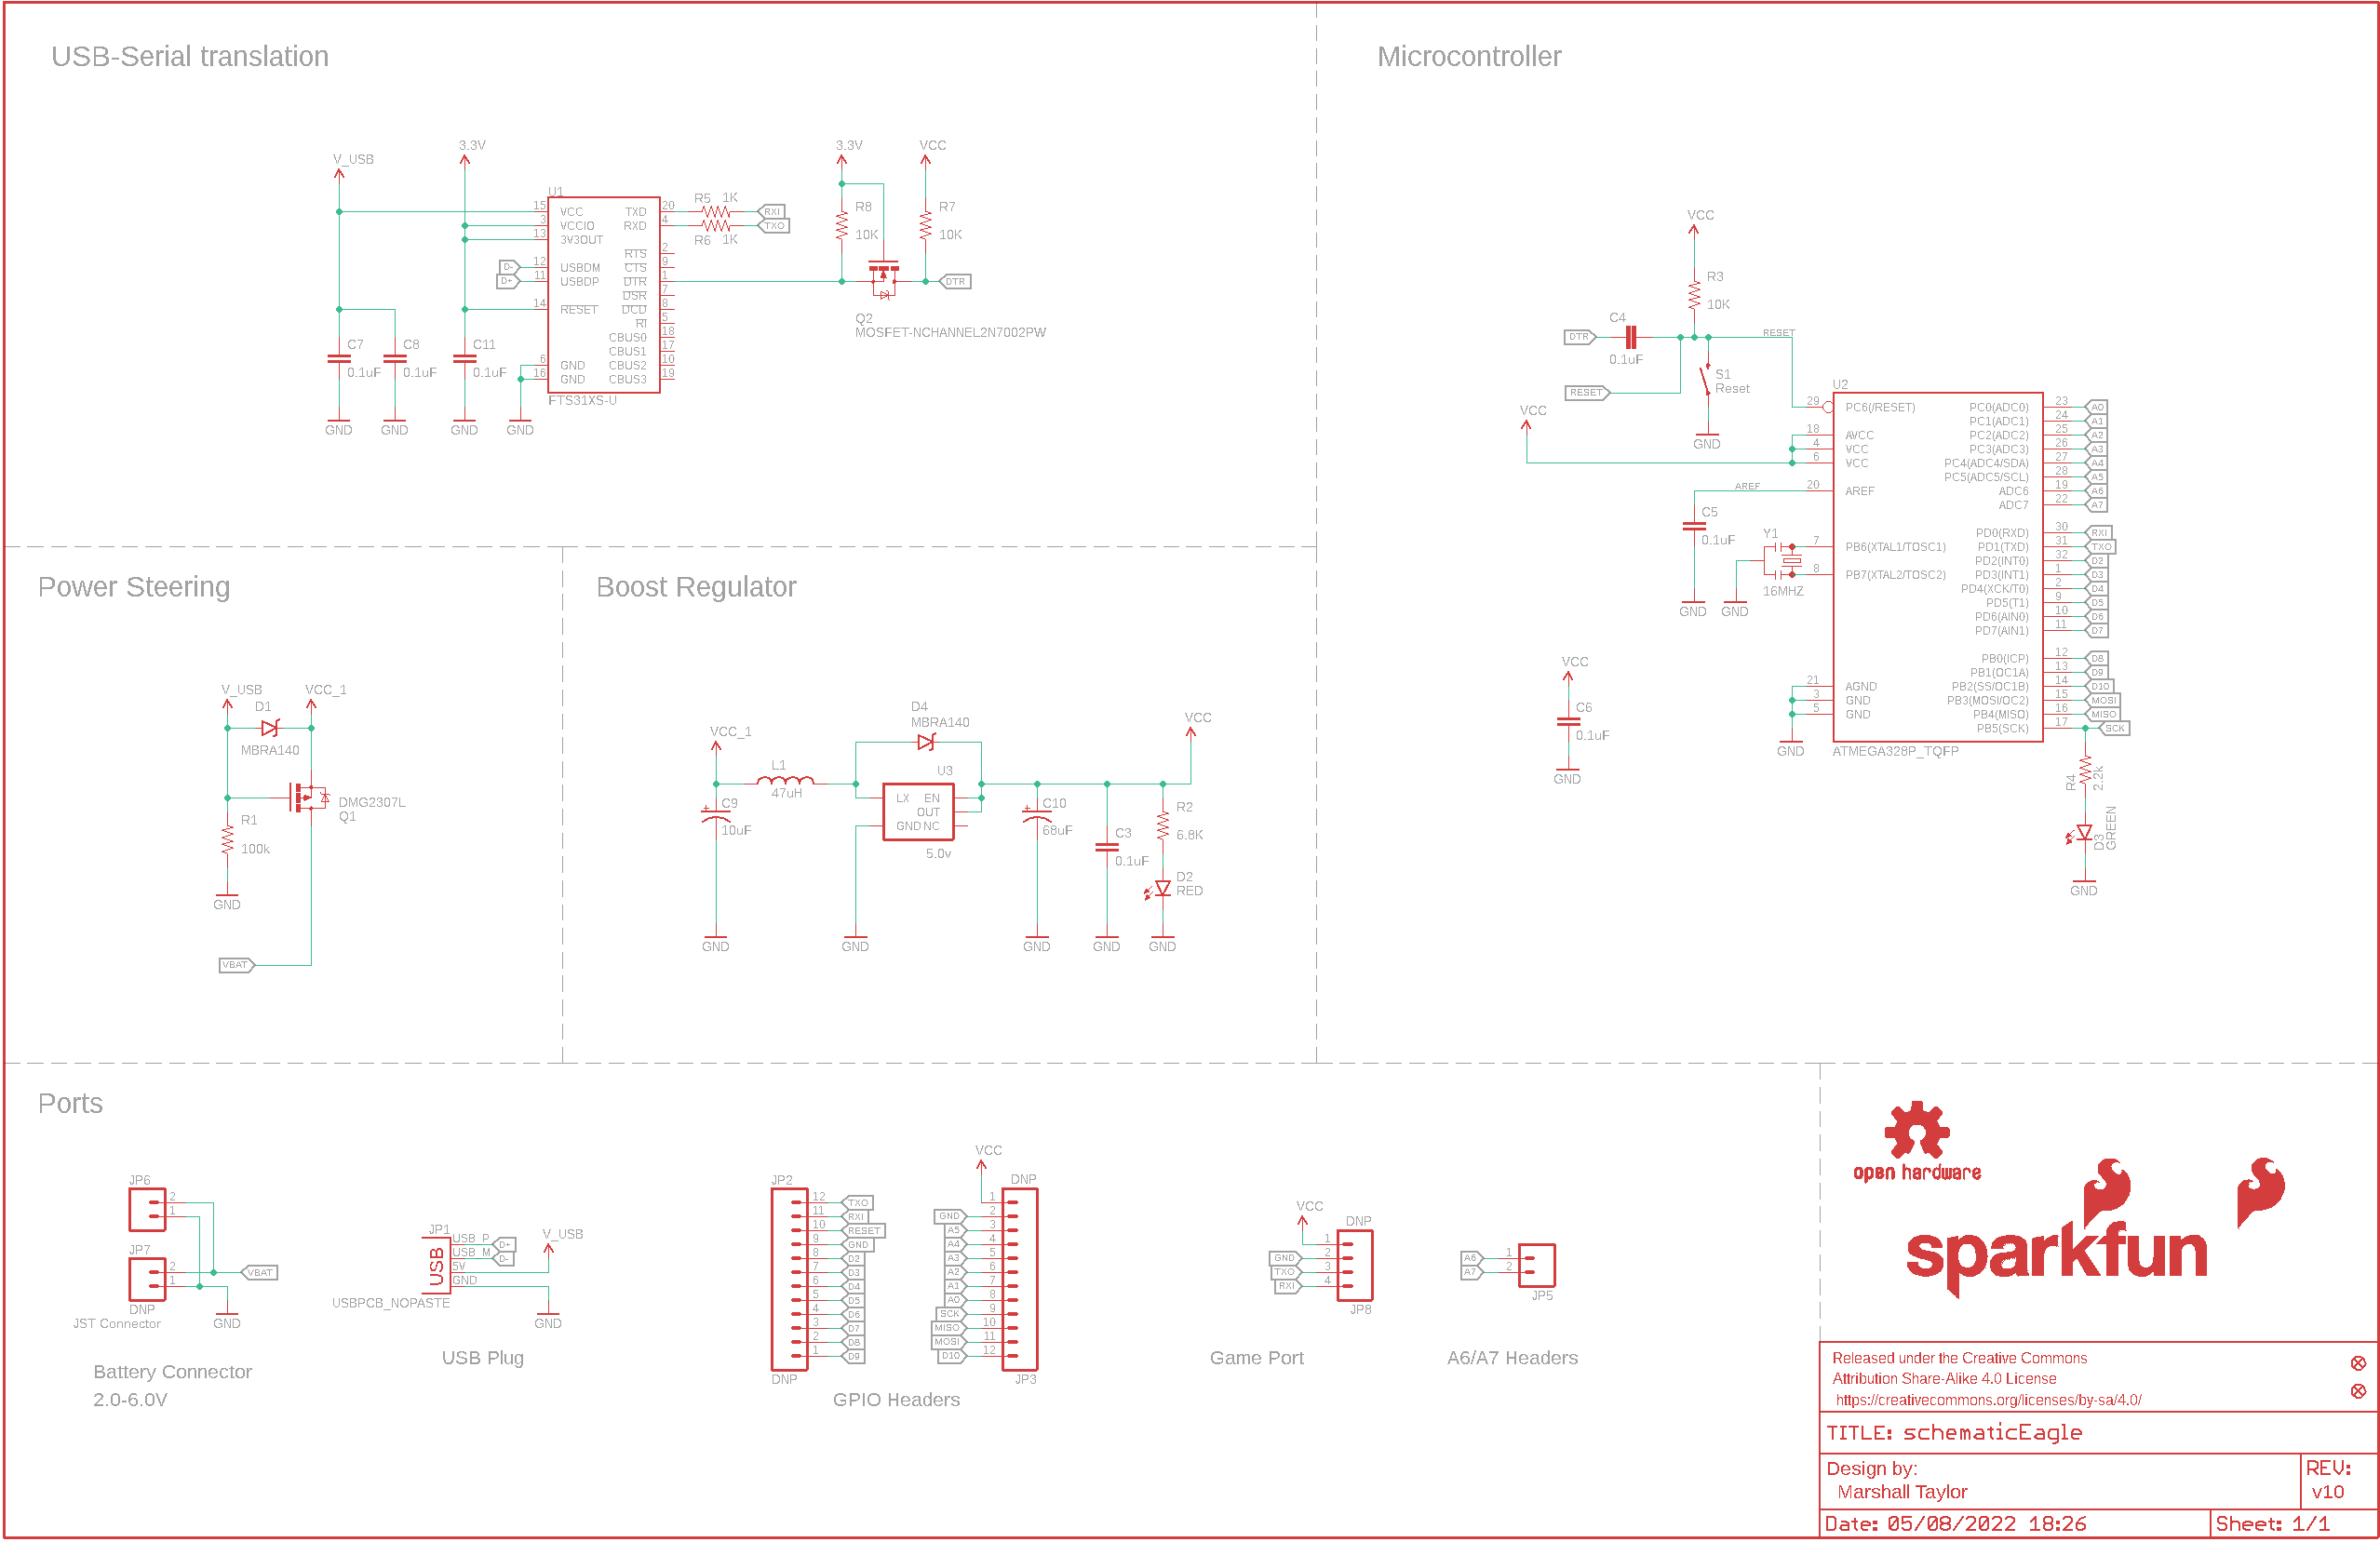 USB-Serial translation
V_USB
3.3V
3.3V
VCC
U1
15 VCC TXD 20
3 VCCIO RXD 4
13 3V3OUT
RTS 2
12 USBDM CTS 9
11 USBDP DTR 1
DSR 7
14 RESET DCD 8
RI 5
CBUS0 18
CBUS1 17
6 GND CBUS2 10
16 GND CBUS3 19
FTS31XS-U
D-
D+
R5 1K
RXI
TXO
R6 1K
R8
10K
R7
10K
DTR
Q2
MOSFET-NCHANNEL2N7002PW
C7
0.1uF
C8
0.1uF
C11
0.1uF
GND GND GND GND
Microcontroller
VCC
R3
10K
C4
DTR
0.1uF
RESET
RESET
S1
Reset
GND
VCC
U2
29 PC6(/RESET) PC0(ADC0) 23 A0
PC1(ADC1) 24 A1
18 AVCC PC2(ADC2) 25 A2
4 VCC PC3(ADC3) 26 A3
6 VCC PC4(ADC4/SDA) 27 A4
PC5(ADC5/SCL) 28 A5
AREF 20 AREF ADC6 19 A6
ADC7 22 A7
PD0(RXD) 30 RXI
7 PB6(XTAL1/TOSC1) PD1(TXD) 31 TXO
PD2(INT0) 32 D2
8 PB7(XTAL2/TOSC2) PD3(INT1) 1 D3
PD4(XCK/T0) 2 D4
PD5(T1) 9 D5
PD6(AIN0) 10 D6
PD7(AIN1) 11 D7
PB0(ICP) 12 D8
PB1(OC1A) 13 D9
21 AGND PB2(SS/OC1B) 14 D10
3 GND PB3(MOSI/OC2) 15 MOSI
5 GND PB4(MISO) 16 MISO
PB5(SCK) 17 SCK
GND
ATMEGA328P_TQFP
C5
0.1uF
Y1
16MHZ
GND GND
VCC
C6
0.1uF
GND
R4
2.2k
D3
GREEN
GND
Power Steering
V_USB
VCC_1
D1
MBRA140
DMG2307L
Q1
R1
100k
GND
VBAT
Boost Regulator
VCC_1
L1
47uH
D4
MBRA140
U3
LX EN
OUT
GND NC
5.0v
VCC
+
C9
10uF
+
C10
68uF
C3
0.1uF
R2
6.8K
D2
RED
GND GND GND GND GND
Ports
JP6
2
1
JP7
2
1
VBAT
DNP
JST Connector
GND
Battery Connector
2.0-6.0V
JP1
USB
USB_P D+
USB_M D-
5V
GND
V_USB
USBPCB_NOPASTE
GND
USB Plug
JP2
12 TXO
11 RXI
10 RESET
9 GND
8 D2
7 D3
6 D4
5 D5
4 D6
3 D7
2 D8
1 D9
DNP
VCC
DNP
1
GND 2
A5 3
A4 4
A3 5
A2 6
A1 7
A0 8
SCK 9
MISO 10
MOSI 11
D10 12
JP3
GPIO Headers
VCC
DNP
1
GND 2
TXO 3
RXI 4
JP8
Game Port
A6 1
A7 2
JP5
A6/A7 Headers
open hardware
sparkfun
Released under the Creative Commons
Attribution Share-Alike 4.0 License
https://creativecommons.org/licenses/by-sa/4.0/
TITLE: schematicEagle
Design by:
Marshall Taylor
REV:
v10
Date: 05/08/2022 18:26
Sheet: 1/1